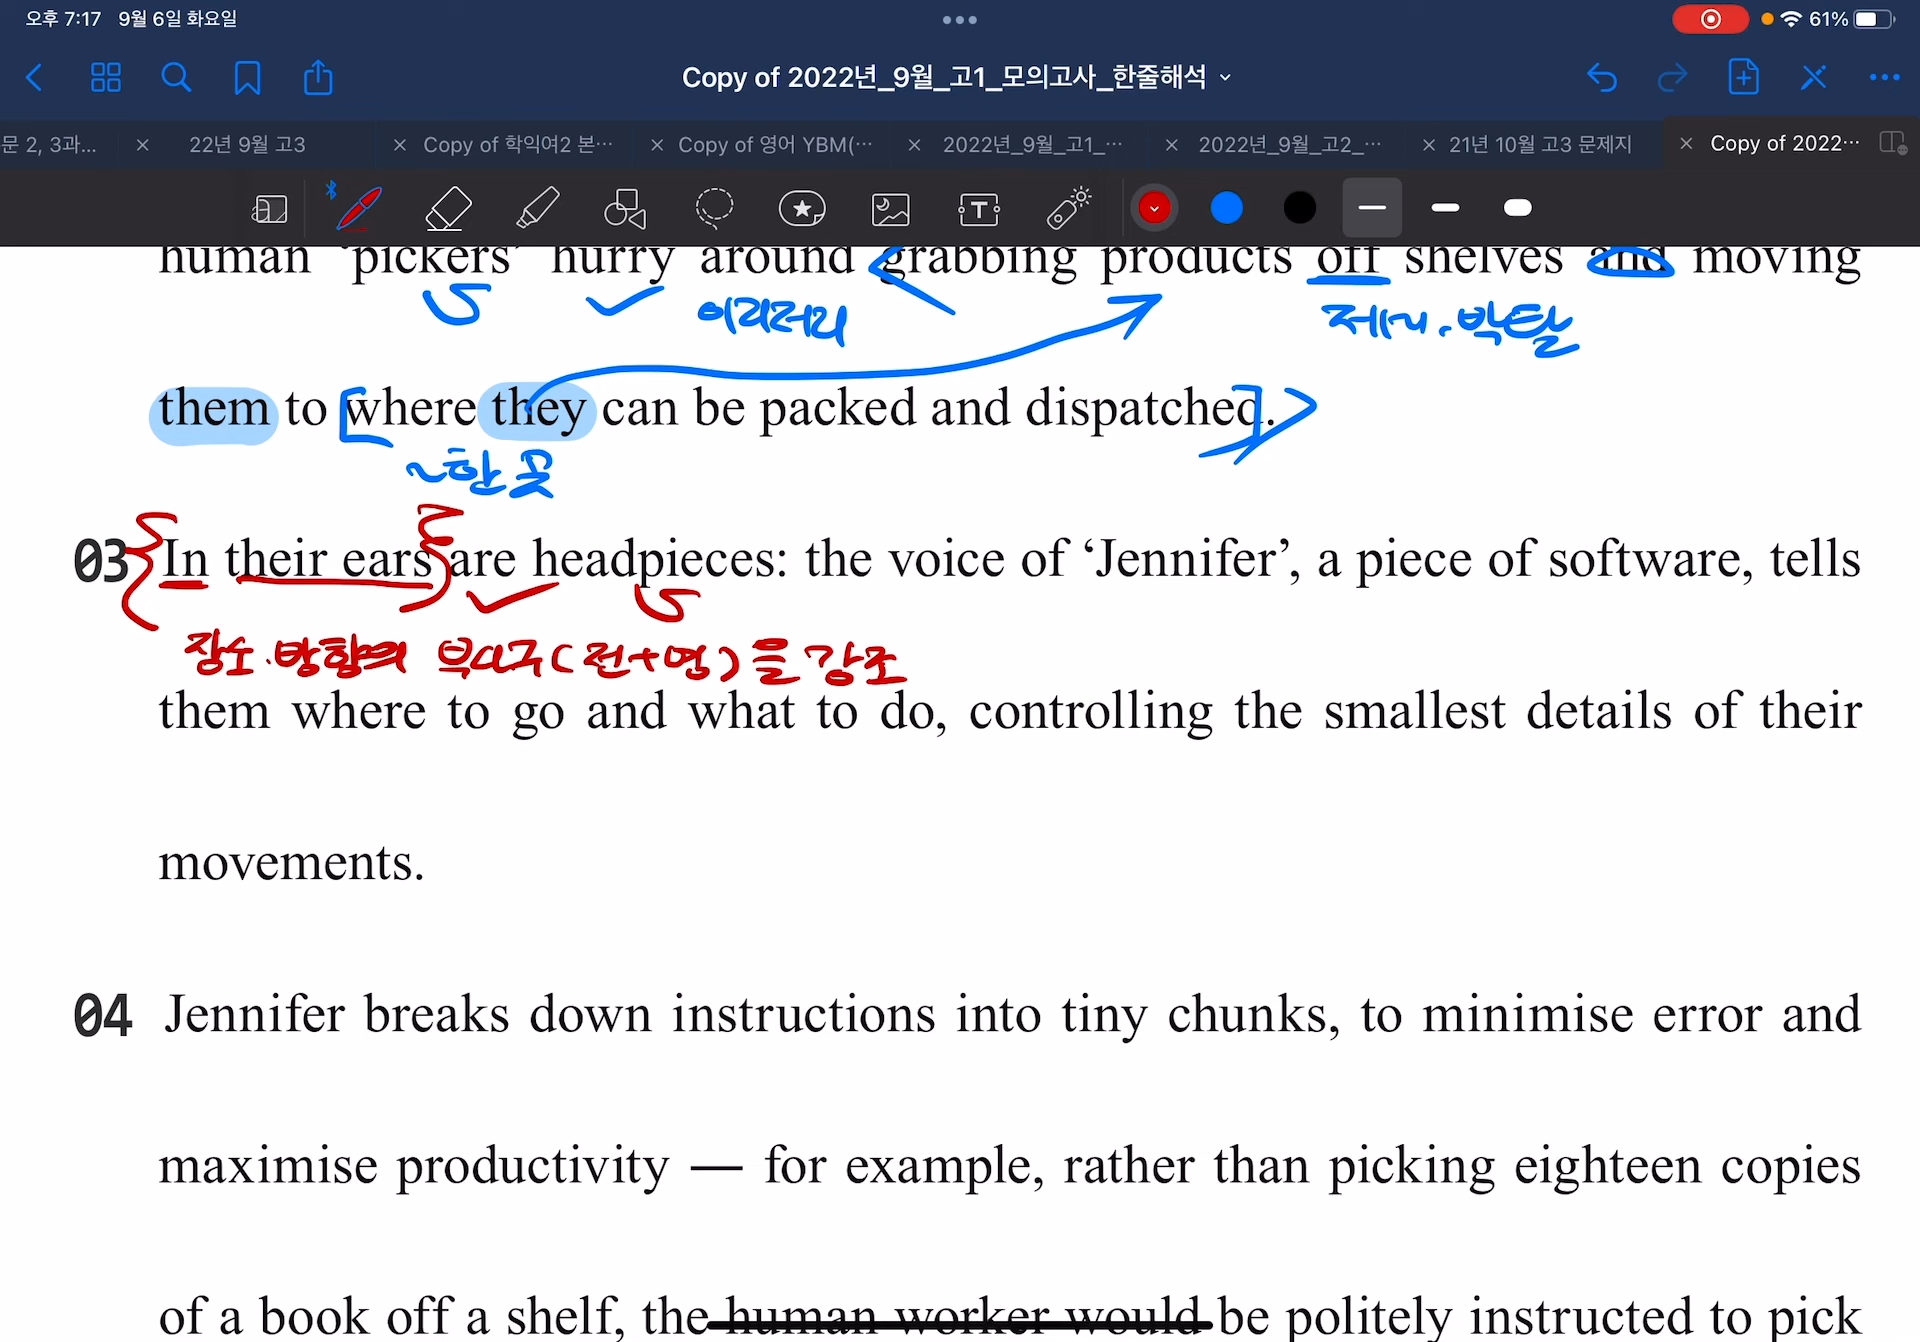 오후 7:17 9월 6일 화요일
61%
Copy of 2022년_9월_고1_모의고사_한줄해석
문 2, 3과...
22년 9월 고3
Copy of 학익여2 본...
Copy of 영어 YBM(...
2022년_9월_고1_...
2022년_9월_고2_...
21년 10월 고3 문제지
Copy of 2022...
human ‘pickers’ hurry around grabbing products off shelves and moving
이리저리 제거.박탈
them to where they can be packed and dispatched.
~한 곳
03 In their ears are headpieces: the voice of ‘Jennifer’, a piece of software, tells
장소.방향의 부사구(전+명)을 강조
them where to go and what to do, controlling the smallest details of their
movements.
04 Jennifer breaks down instructions into tiny chunks, to minimise error and
maximise productivity — for example, rather than picking eighteen copies
of a book off a shelf, the human worker would be politely instructed to pick